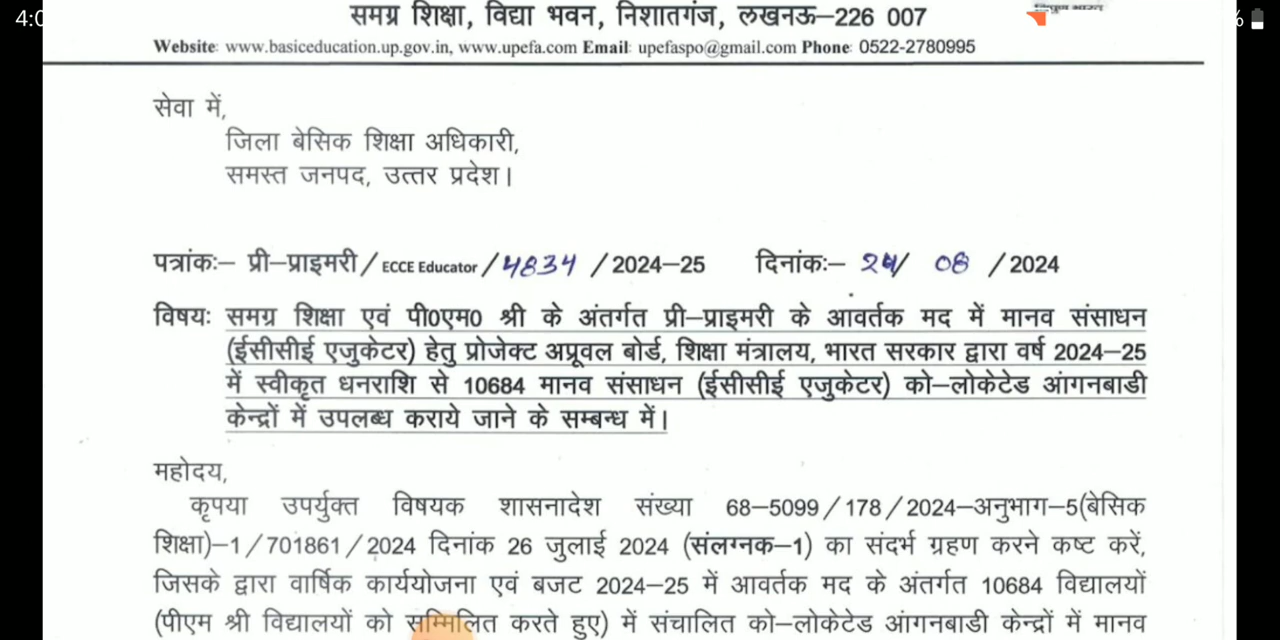 4:0
%
समग्र शिक्षा, विद्या भवन, निशातगंज, लखनऊ–226 007
Website: www.basiceducation.up.gov.in, www.upefa.com Email: upefaspo@gmail.com Phone: 0522-2780995
सेवा में,
जिला बेसिक शिक्षा अधिकारी,
समस्त जनपद, उत्तर प्रदेश।
पत्रांकः– प्री–प्राइमरी/ECCE Educator/4834/2024–25 दिनांकः– 24/08/2024
विषयः समग्र शिक्षा एवं पी0एम0 श्री के अंतर्गत प्री–प्राइमरी के आवर्तक मद में मानव संसाधन
(ईसीसीई एजुकेटर) हेतु प्रोजेक्ट अप्रूवल बोर्ड, शिक्षा मंत्रालय, भारत सरकार द्वारा वर्ष 2024–25
में स्वीकृत धनराशि से 10684 मानव संसाधन (ईसीसीई एजुकेटर) को–लोकेटेड आंगनबाडी
केन्द्रों में उपलब्ध कराये जाने के सम्बन्ध में।
महोदय,
कृपया उपर्युक्त विषयक शासनादेश संख्या 68–5099/178/2024–अनुभाग–5(बेसिक
शिक्षा)–1/701861/2024 दिनांक 26 जुलाई 2024 (संलग्नक–1) का संदर्भ ग्रहण करने कष्ट करें,
जिसके द्वारा वार्षिक कार्ययोजना एवं बजट 2024–25 में आवर्तक मद के अंतर्गत 10684 विद्यालयों
(पीएम श्री विद्यालयों को सम्मिलित करते हुए) में संचालित को–लोकेटेड आंगनबाडी केन्द्रों में मानव